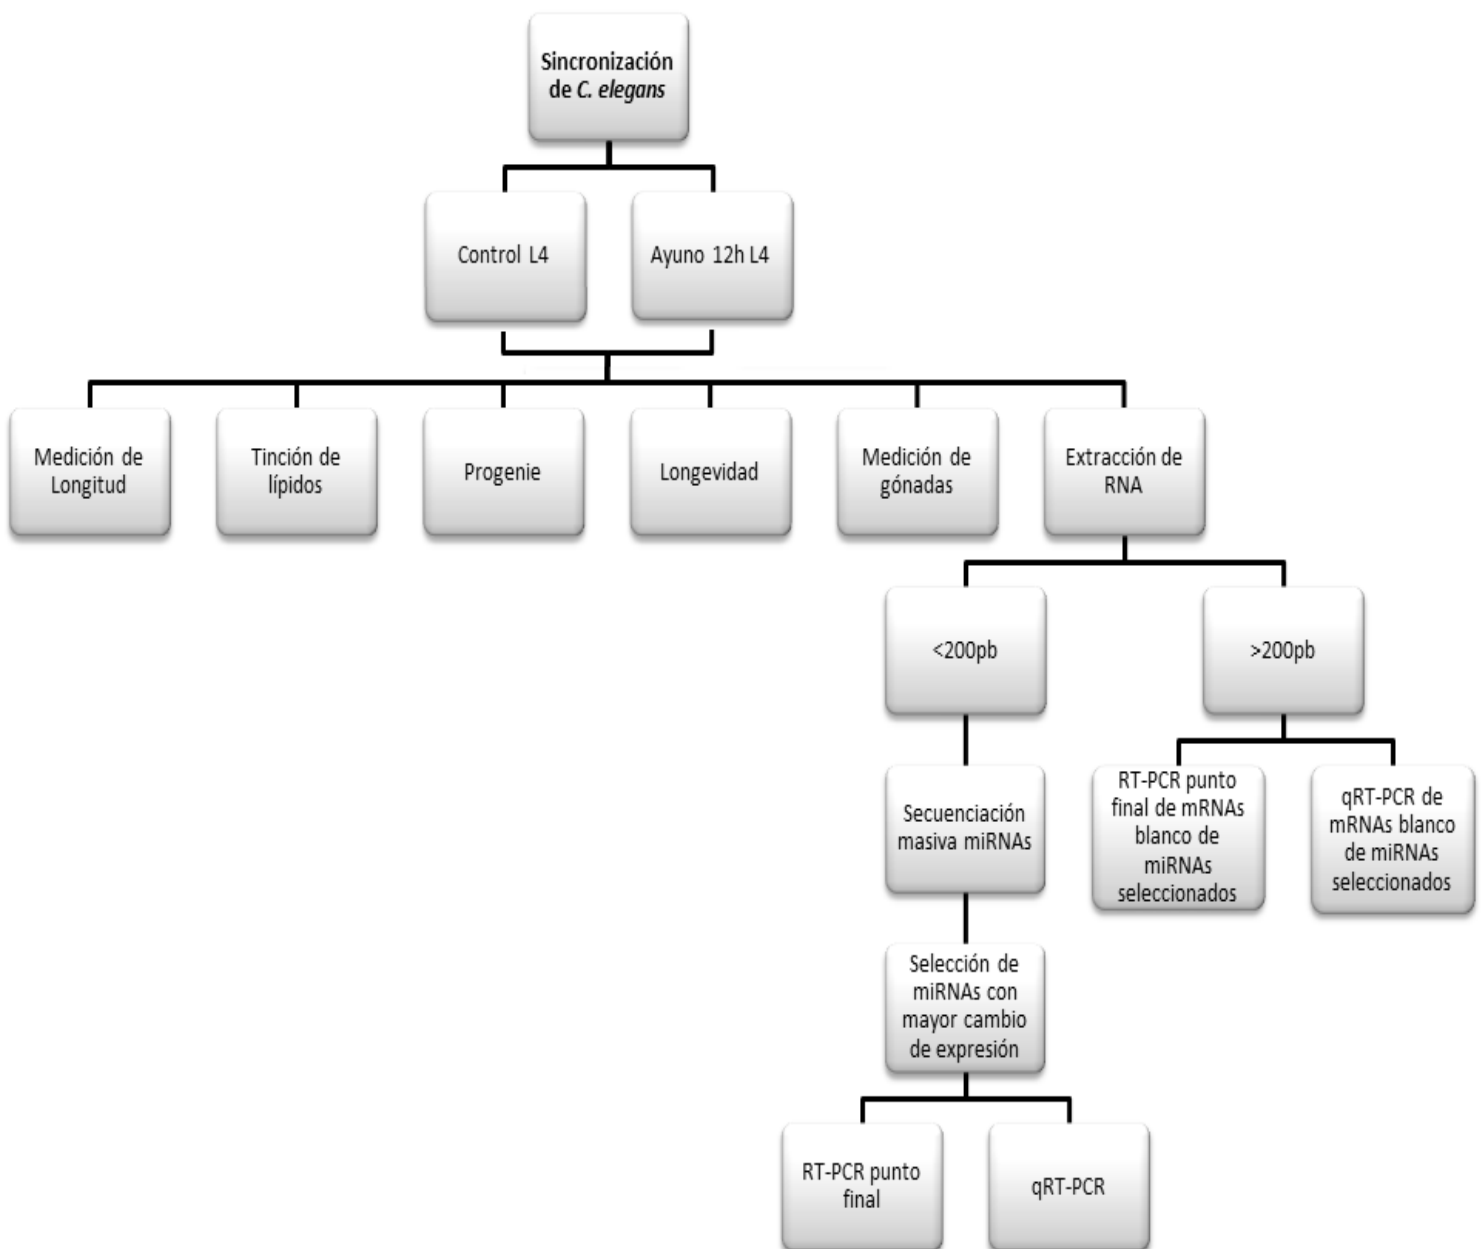 Sincronización
de C. elegans
Control L4
Ayuno 12h L4
Medición de
Longitud
Tinción de
lípidos
Progenie
Longevidad
Medición de
gónadas
Extracción de
RNA
<200pb
>200pb
Secuenciación
masiva miRNAs
RT-PCR punto
final de mRNAs
blanco de
miRNAs
seleccionados
qRT-PCR de
mRNAs blanco
de miRNAs
seleccionados
Selección de
miRNAs con
mayor cambio
de expresión
RT-PCR punto
final
qRT-PCR